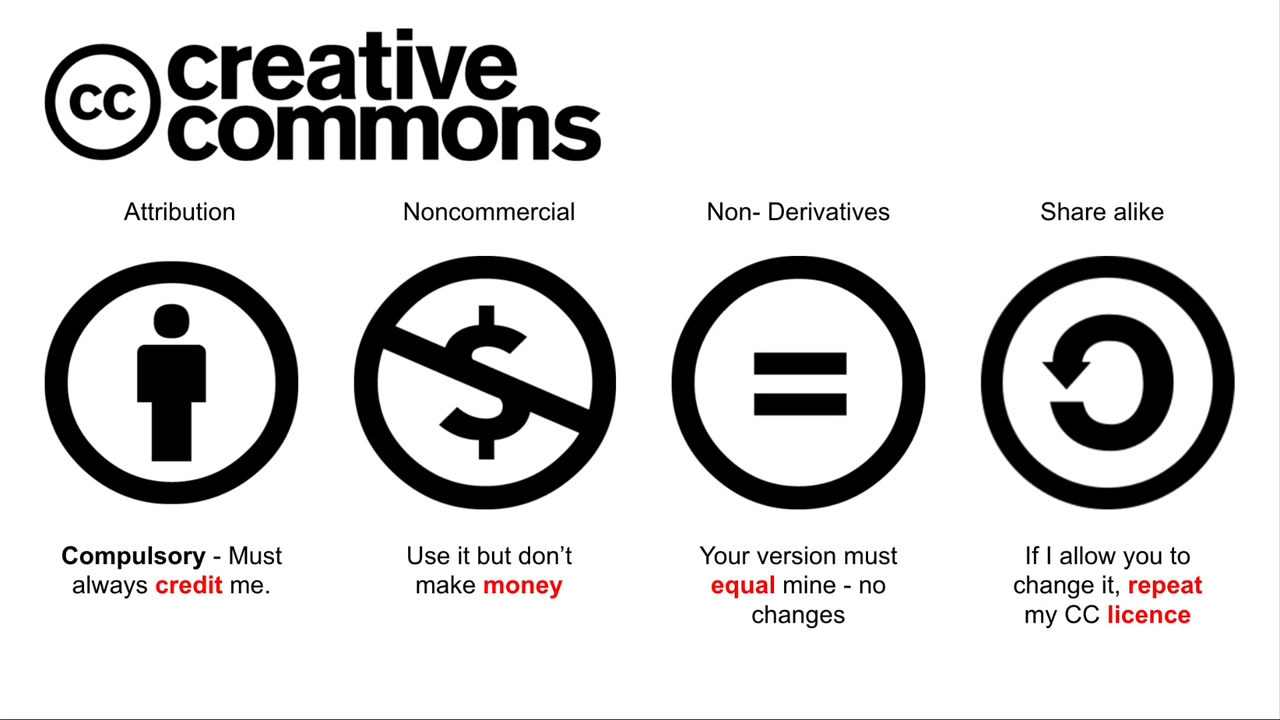 cc creative
commons
Attribution
Noncommercial
Non- Derivatives
Share alike
$
=
Compulsory - Must
always credit me.
Use it but don’t
make money
Your version must
equal mine - no
changes
If I allow you to
change it, repeat
my CC licence